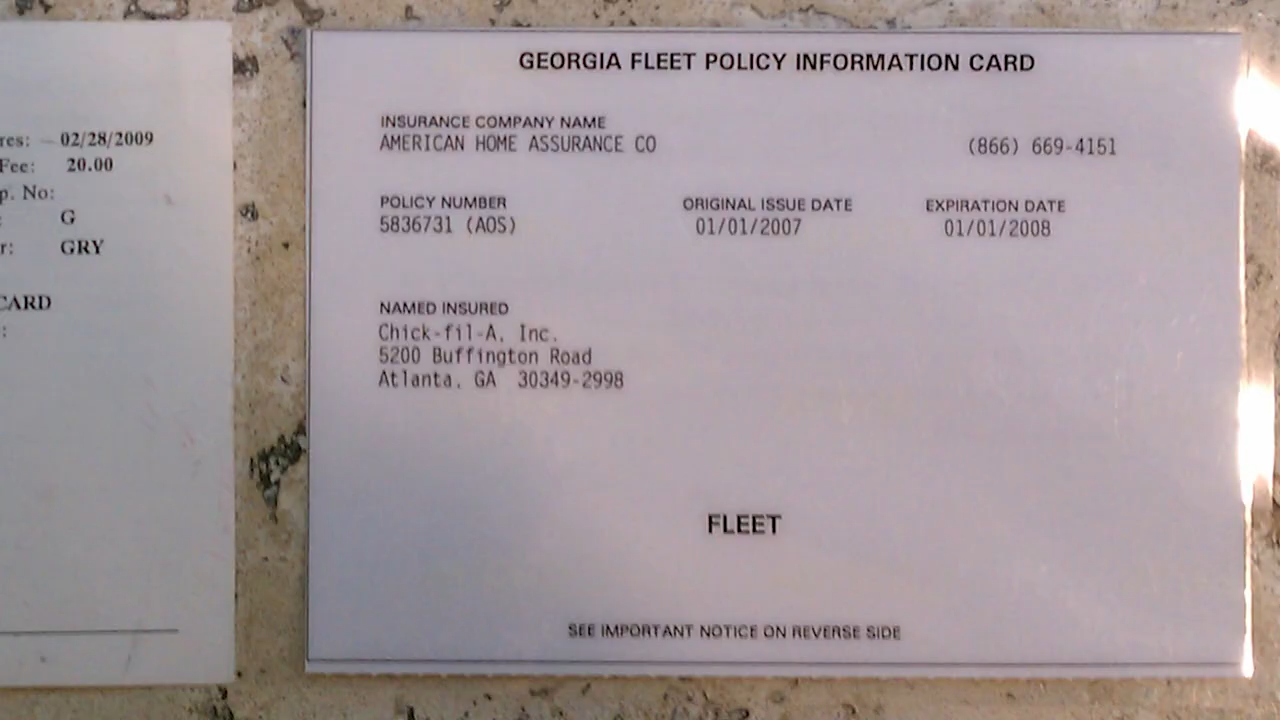 res: 02/28/2009
Fee: 20.00
p. No:
: G
r: GRY
CARD
:
GEORGIA FLEET POLICY INFORMATION CARD
INSURANCE COMPANY NAME
AMERICAN HOME ASSURANCE CO (866) 669-4151
POLICY NUMBER ORIGINAL ISSUE DATE EXPIRATION DATE
5836731 (AOS) 01/01/2007 01/01/2008
NAMED INSURED
Chick-fil-A, Inc.
5200 Buffington Road
Atlanta, GA 30349-2998
FLEET
SEE IMPORTANT NOTICE ON REVERSE SIDE